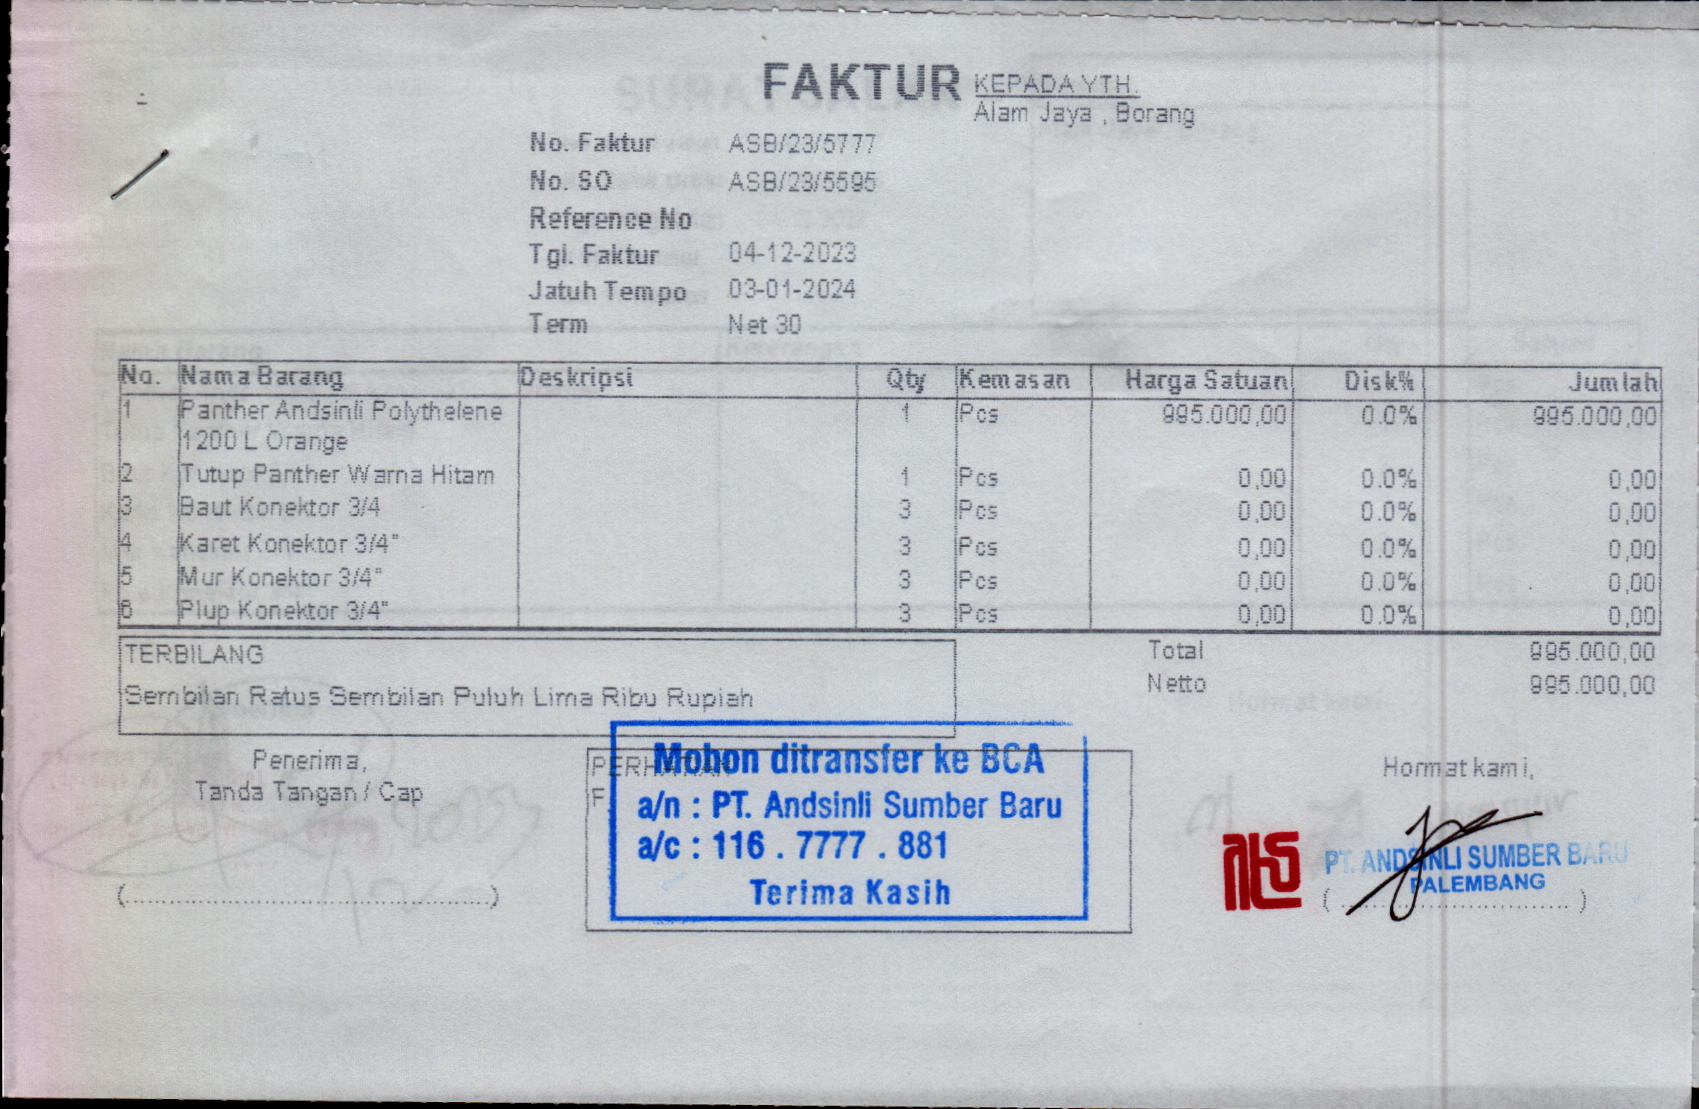 FAKTUR
KEPADA YTH.
Alam Jaya , Borang
No. Faktur ASB/23/5777
No. SO ASB/23/5595
Reference No
Tgl. Faktur 04-12-2023
Jatuh Tempo 03-01-2024
Term Net 30
No. Nama Barang Deskripsi Qty Kemasan Harga Satuan Disk% Jumlah
1 Panther Andsinli Polythelene 1 Pcs 995.000,00 0.0% 995.000,00
1200 L Orange
2 Tutup Panther Warna Hitam 1 Pcs 0,00 0.0% 0,00
3 Baut Konektor 3/4 3 Pcs 0,00 0.0% 0,00
4 Karet Konektor 3/4" 3 Pcs 0,00 0.0% 0,00
5 Mur Konektor 3/4" 3 Pcs 0,00 0.0% 0,00
6 Plup Konektor 3/4" 3 Pcs 0,00 0.0% 0,00
TERBILANG
Sembilan Ratus Sembilan Puluh Lima Ribu Rupiah
Total 995.000,00
Netto 995.000,00
Penerima,
Tanda Tangan / Cap
(..........................................)
PERHATIAN
Mohon ditransfer ke BCA
a/n : PT. Andsinli Sumber Baru
a/c : 116 . 7777 . 881
Terima Kasih
Hormat kami,
PT. ANDSINLI SUMBER BARU
PALEMBANG
(..............................)